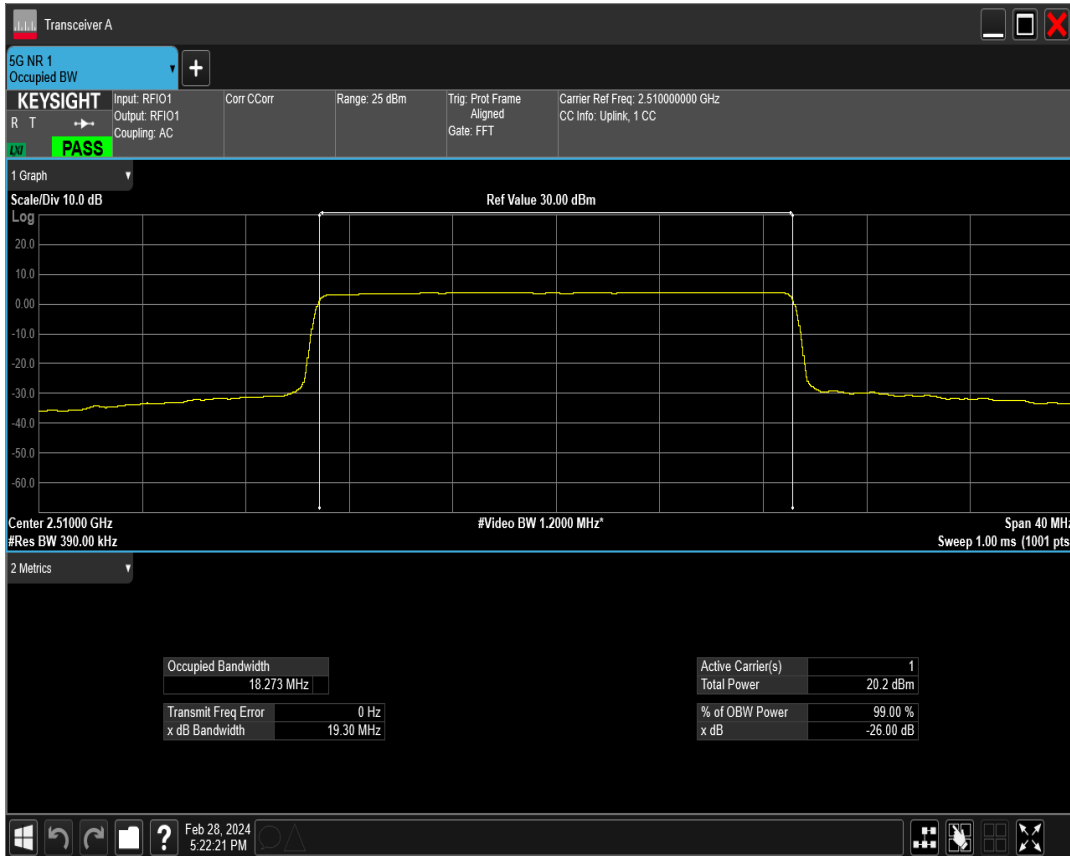 Transceiver A
5G NR 1
Occupied BW
+
KEYSIGHT
R T
LXI
PASS
Input: RFIO1
Output: RFIO1
Coupling: AC
Corr CCorr
Range: 25 dBm
Trig: Prot Frame
Aligned
Gate: FFT
Carrier Ref Freq: 2.510000000 GHz
CC Info: Uplink, 1 CC
1 Graph
Scale/Div 10.0 dB
Ref Value 30.00 dBm
Log
20.0
10.0
0.00
-10.0
-20.0
-30.0
-40.0
-50.0
-60.0
Center 2.51000 GHz
#Video BW 1.2000 MHz*
Span 40 MHz
#Res BW 390.00 kHz
Sweep 1.00 ms (1001 pts
2 Metrics
Occupied Bandwidth
18.273 MHz
Transmit Freq Error 0 Hz
x dB Bandwidth 19.30 MHz
Active Carrier(s) 1
Total Power 20.2 dBm
% of OBW Power 99.00 %
x dB -26.00 dB
?
Feb 28, 2024
5:22:21 PM